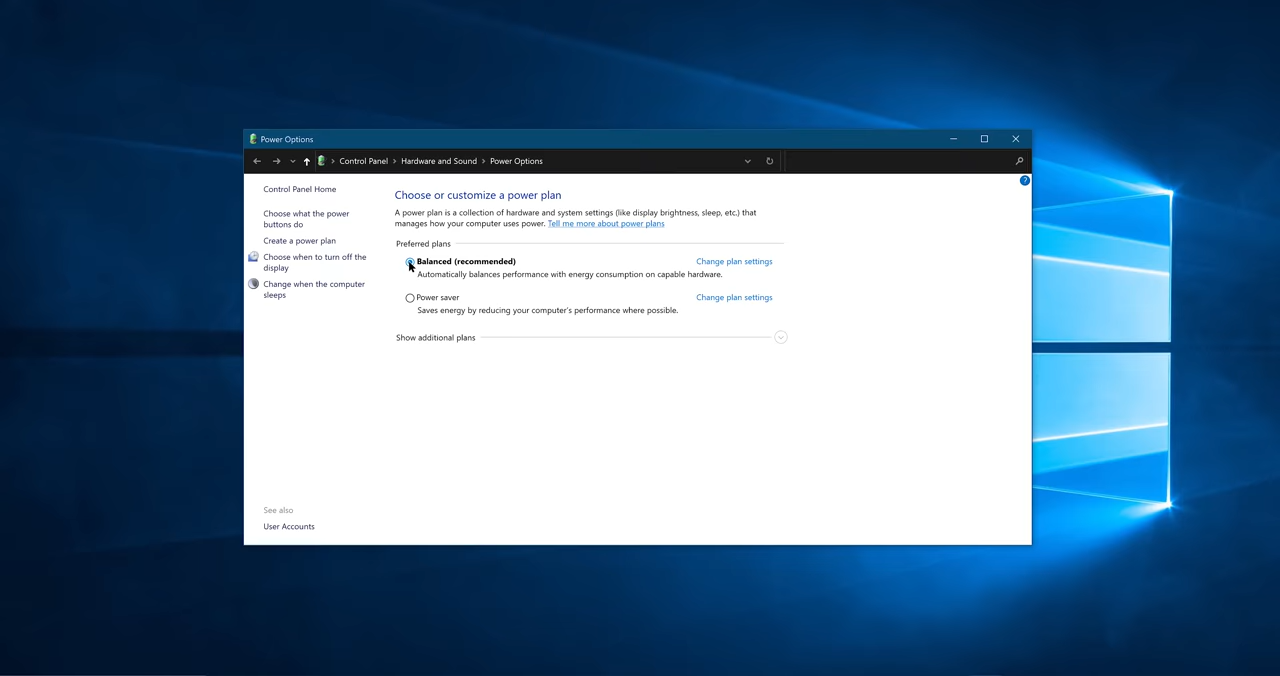 Power Options
Control Panel Hardware and Sound Power Options
?
Control Panel Home
Choose what the power
buttons do
Create a power plan
Choose when to turn off the
display
Change when the computer
sleeps
See also
User Accounts
Choose or customize a power plan
A power plan is a collection of hardware and system settings (like display brightness, sleep, etc.) that
manages how your computer uses power. Tell me more about power plans
Preferred plans
Balanced (recommended) Change plan settings
Automatically balances performance with energy consumption on capable hardware.
Power saver Change plan settings
Saves energy by reducing your computer's performance where possible.
Show additional plans